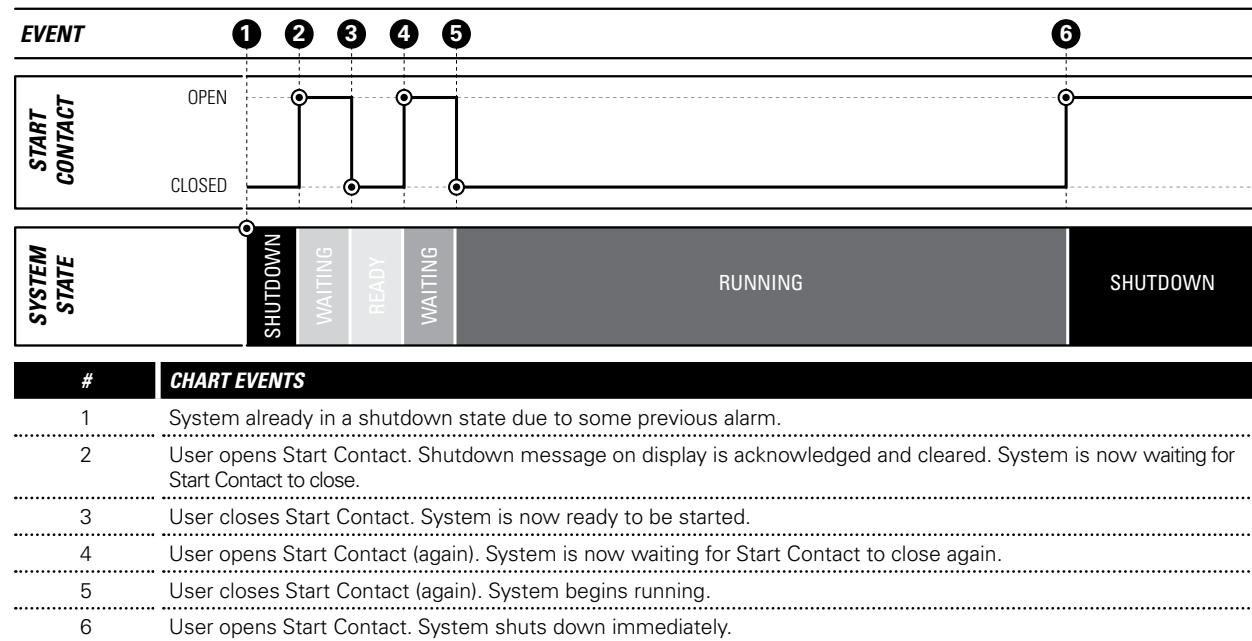 EVENT 1 2 3 4 5 6
START
CONTACT
OPEN
CLOSED
SYSTEM
STATE
SHUTDOWN WAITING READY WAITING RUNNING SHUTDOWN
# CHART EVENTS
1 System already in a shutdown state due to some previous alarm.
2 User opens Start Contact. Shutdown message on display is acknowledged and cleared. System is now waiting for
Start Contact to close.
3 User closes Start Contact. System is now ready to be started.
4 User opens Start Contact (again). System is now waiting for Start Contact to close again.
5 User closes Start Contact (again). System begins running.
6 User opens Start Contact. System shuts down immediately.